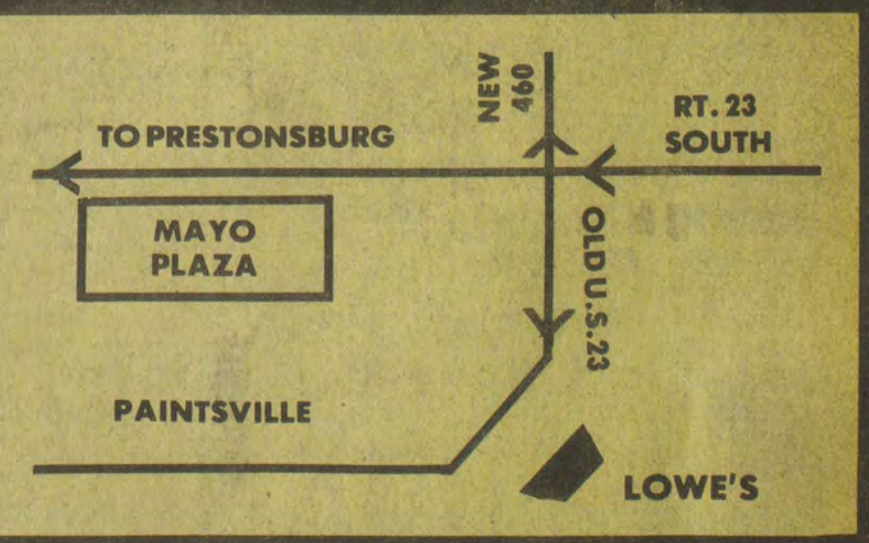 NEW
460
RT. 23
SOUTH
TO PRESTONSBURG
MAYO
PLAZA
OLD U.S.23
PAINTSVILLE
LOWE'S